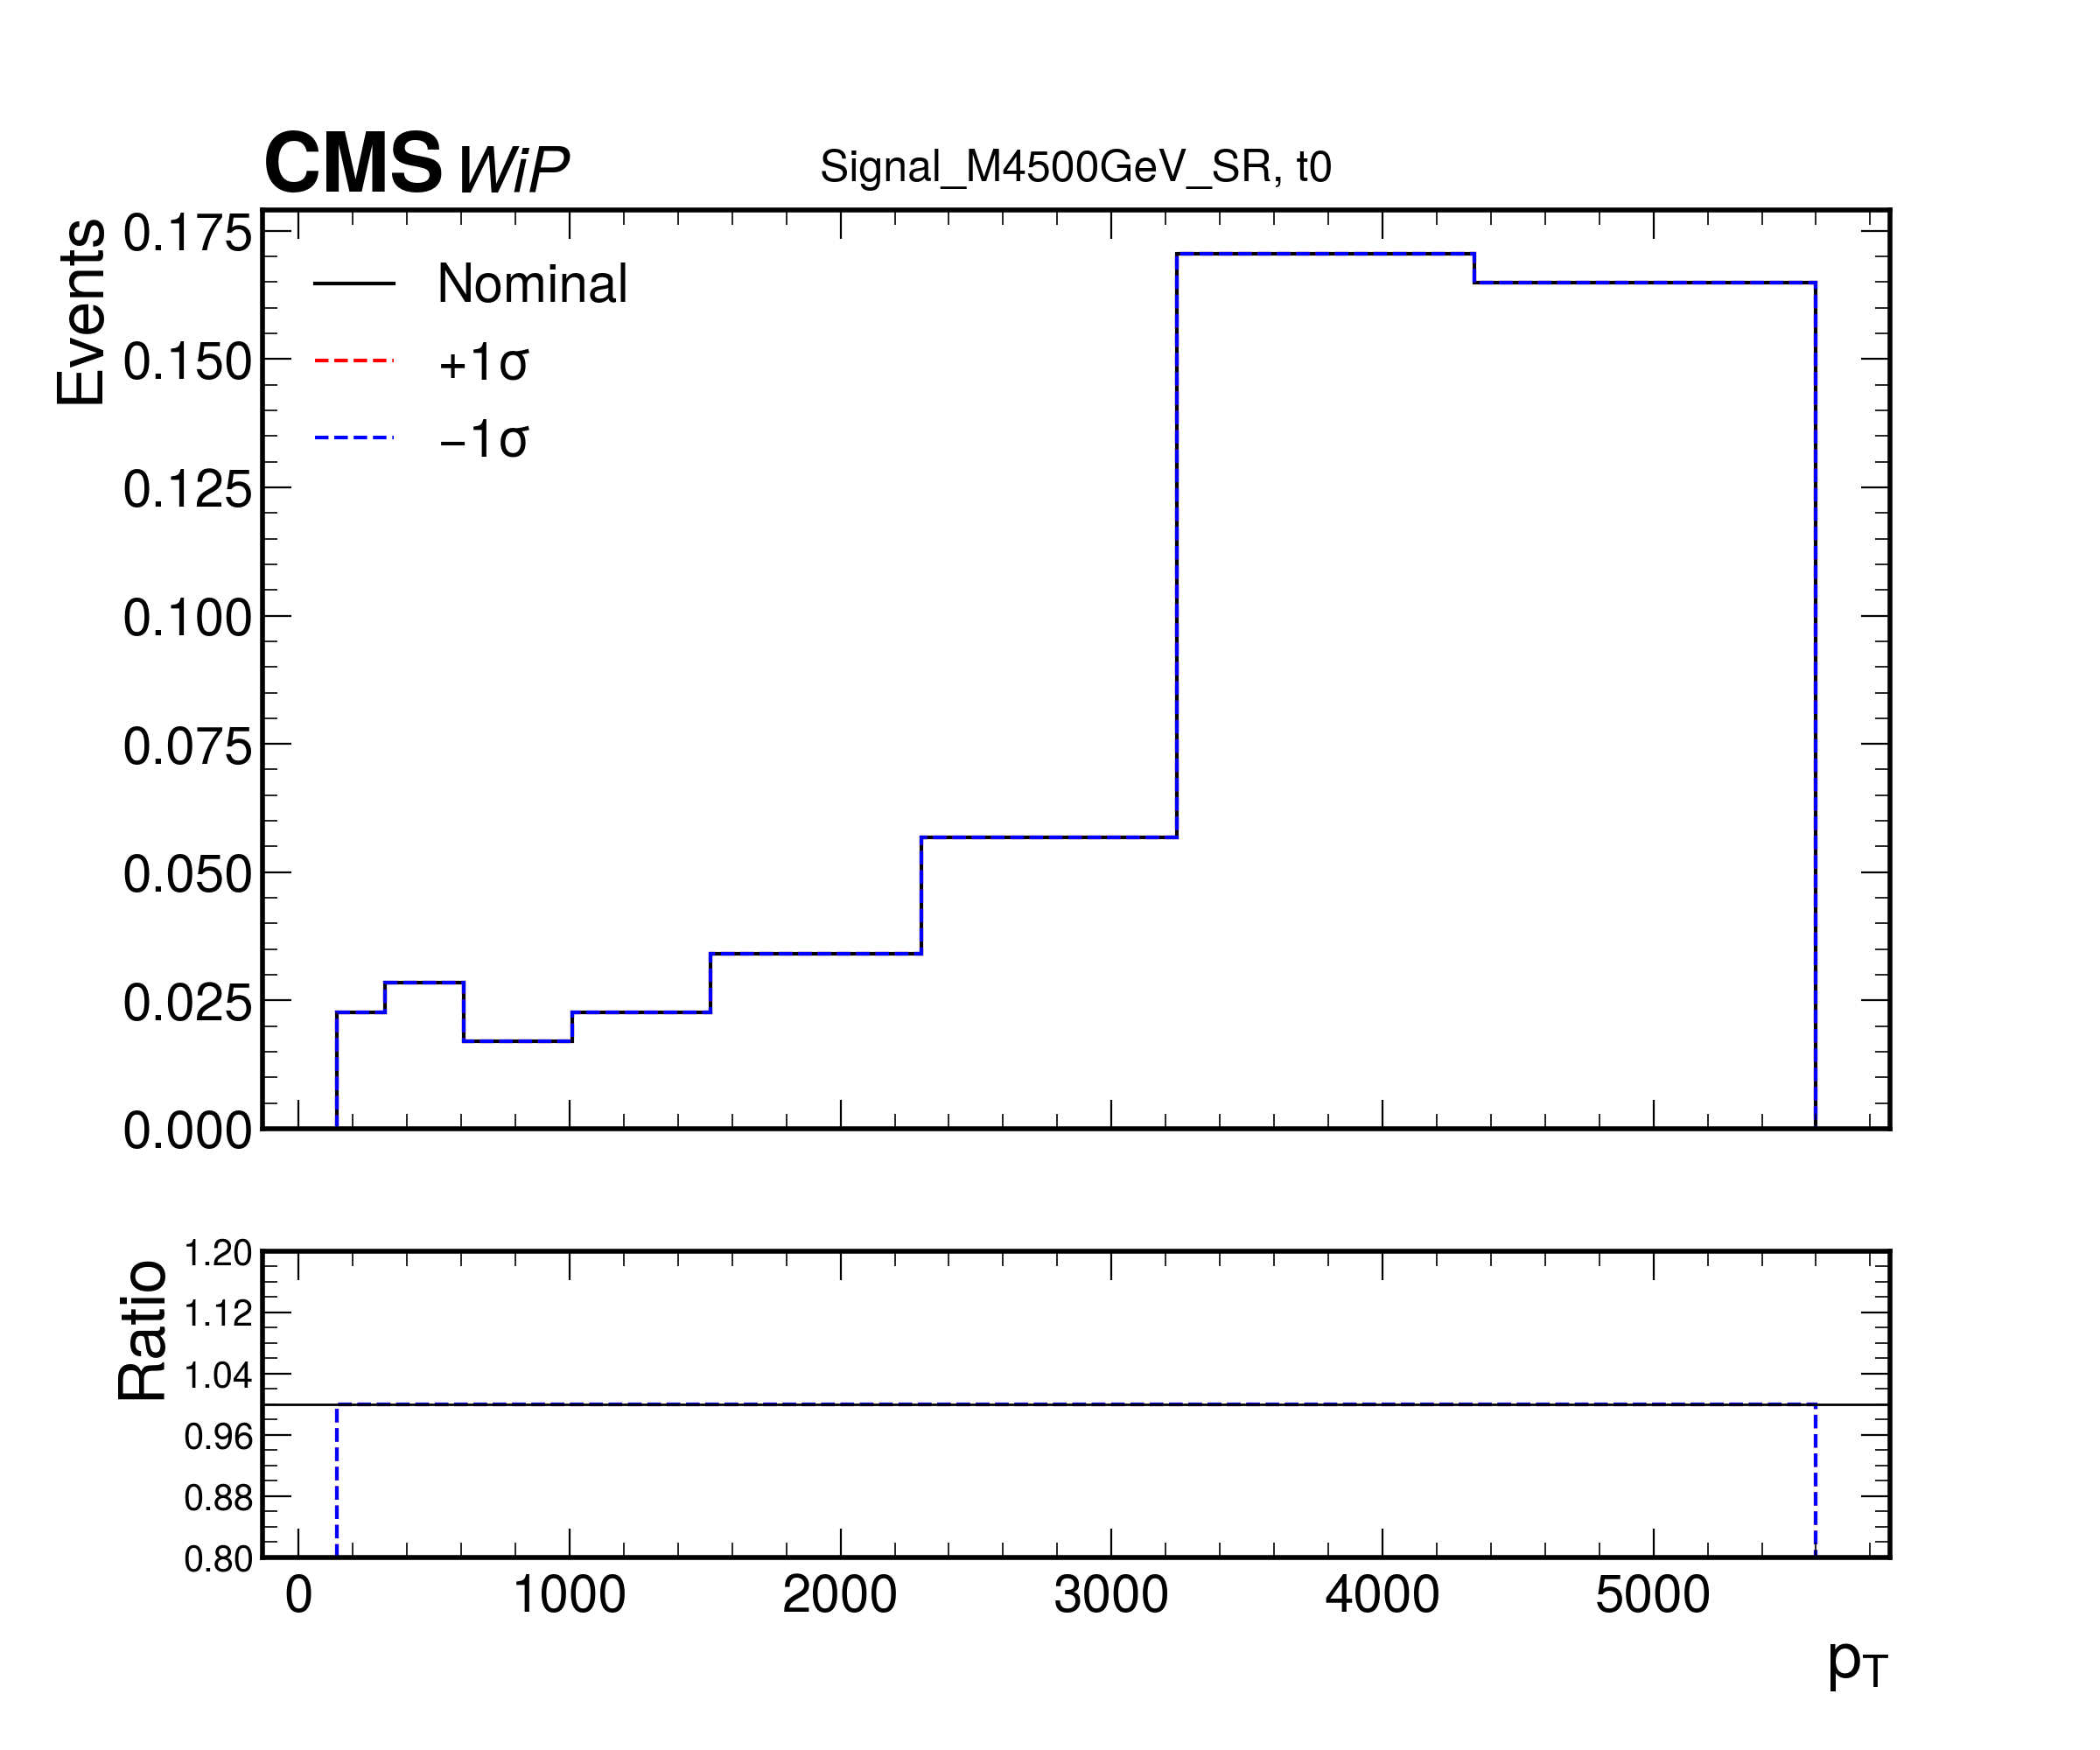 CMS WiP
Signal_M4500GeV_SR, t0
Events
0.175
0.150
0.125
0.100
0.075
0.050
0.025
0.000
Nominal
+1σ
−1σ
Ratio
1.20
1.12
1.04
0.96
0.88
0.80
0 1000 2000 3000 4000 5000
pT